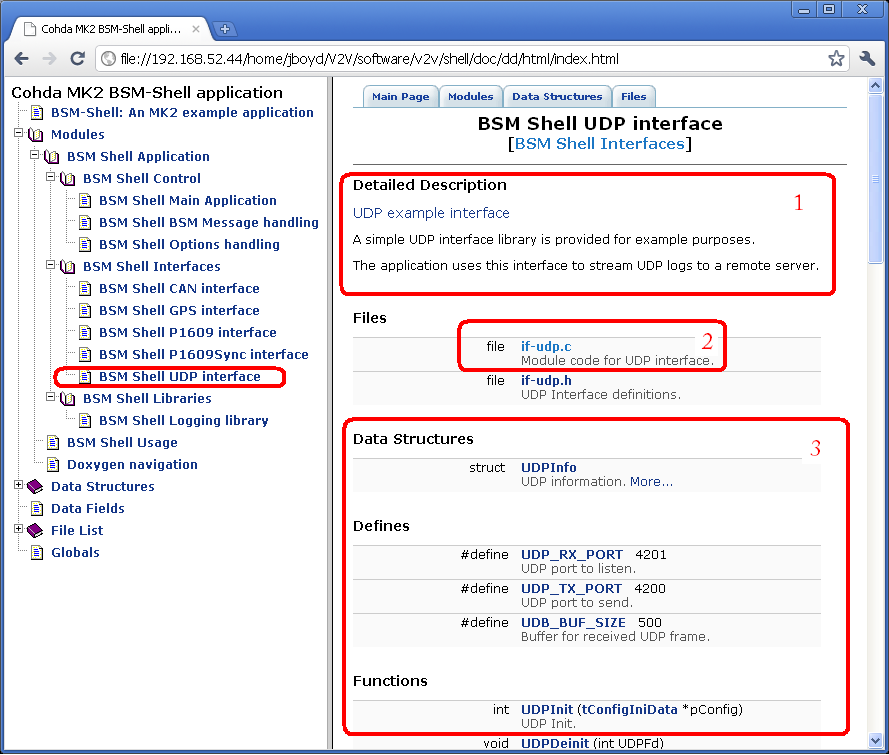 Cohda MK2 BSM-Shell appli...
file://192.168.52.44/home/jboyd/V2V/software/v2v/shell/doc/dd/html/index.html
Cohda MK2 BSM-Shell application
BSM-Shell: An MK2 example application
Modules
BSM Shell Application
BSM Shell Control
BSM Shell Main Application
BSM Shell BSM Message handling
BSM Shell Options handling
BSM Shell Interfaces
BSM Shell CAN interface
BSM Shell GPS interface
BSM Shell P1609 interface
BSM Shell P1609Sync interface
BSM Shell UDP interface
BSM Shell Libraries
BSM Shell Logging library
BSM Shell Usage
Doxygen navigation
Data Structures
Data Fields
File List
Globals
Main Page Modules Data Structures Files
BSM Shell UDP interface
[BSM Shell Interfaces]
Detailed Description
1
UDP example interface
A simple UDP interface library is provided for example purposes.
The application uses this interface to stream UDP logs to a remote server.
Files
file if-udp.c 2
Module code for UDP interface.
file if-udp.h
UDP Interface definitions.
Data Structures
3
struct UDPInfo
UDP information. More...
Defines
#define UDP_RX_PORT 4201
UDP port to listen.
#define UDP_TX_PORT 4200
UDP port to send.
#define UDB_BUF_SIZE 500
Buffer for received UDP frame.
Functions
int UDPInit (tConfigIniData *pConfig)
UDP Init.
void UDPDeinit (int UDPFd)